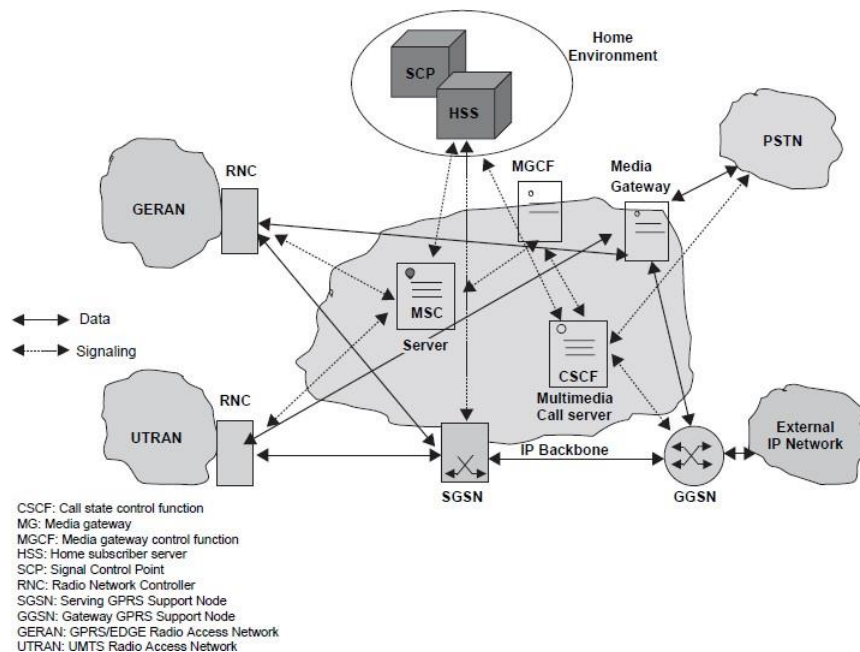 Home
Environment
SCP
HSS
RNC
GERAN
MGCF
Media
Gateway
PSTN
MSC
Server
Data
Signaling
CSCF
Multimedia
Call server
RNC
UTRAN
SGSN
IP Backbone
GGSN
External
IP Network
CSCF: Call state control function
MG: Media gateway
MGCF: Media gateway control function
HSS: Home subscriber server
SCP: Signal Control Point
RNC: Radio Network Controller
SGSN: Serving GPRS Support Node
GGSN: Gateway GPRS Support Node
GERAN: GPRS/EDGE Radio Access Network
UTRAN: UMTS Radio Access Network